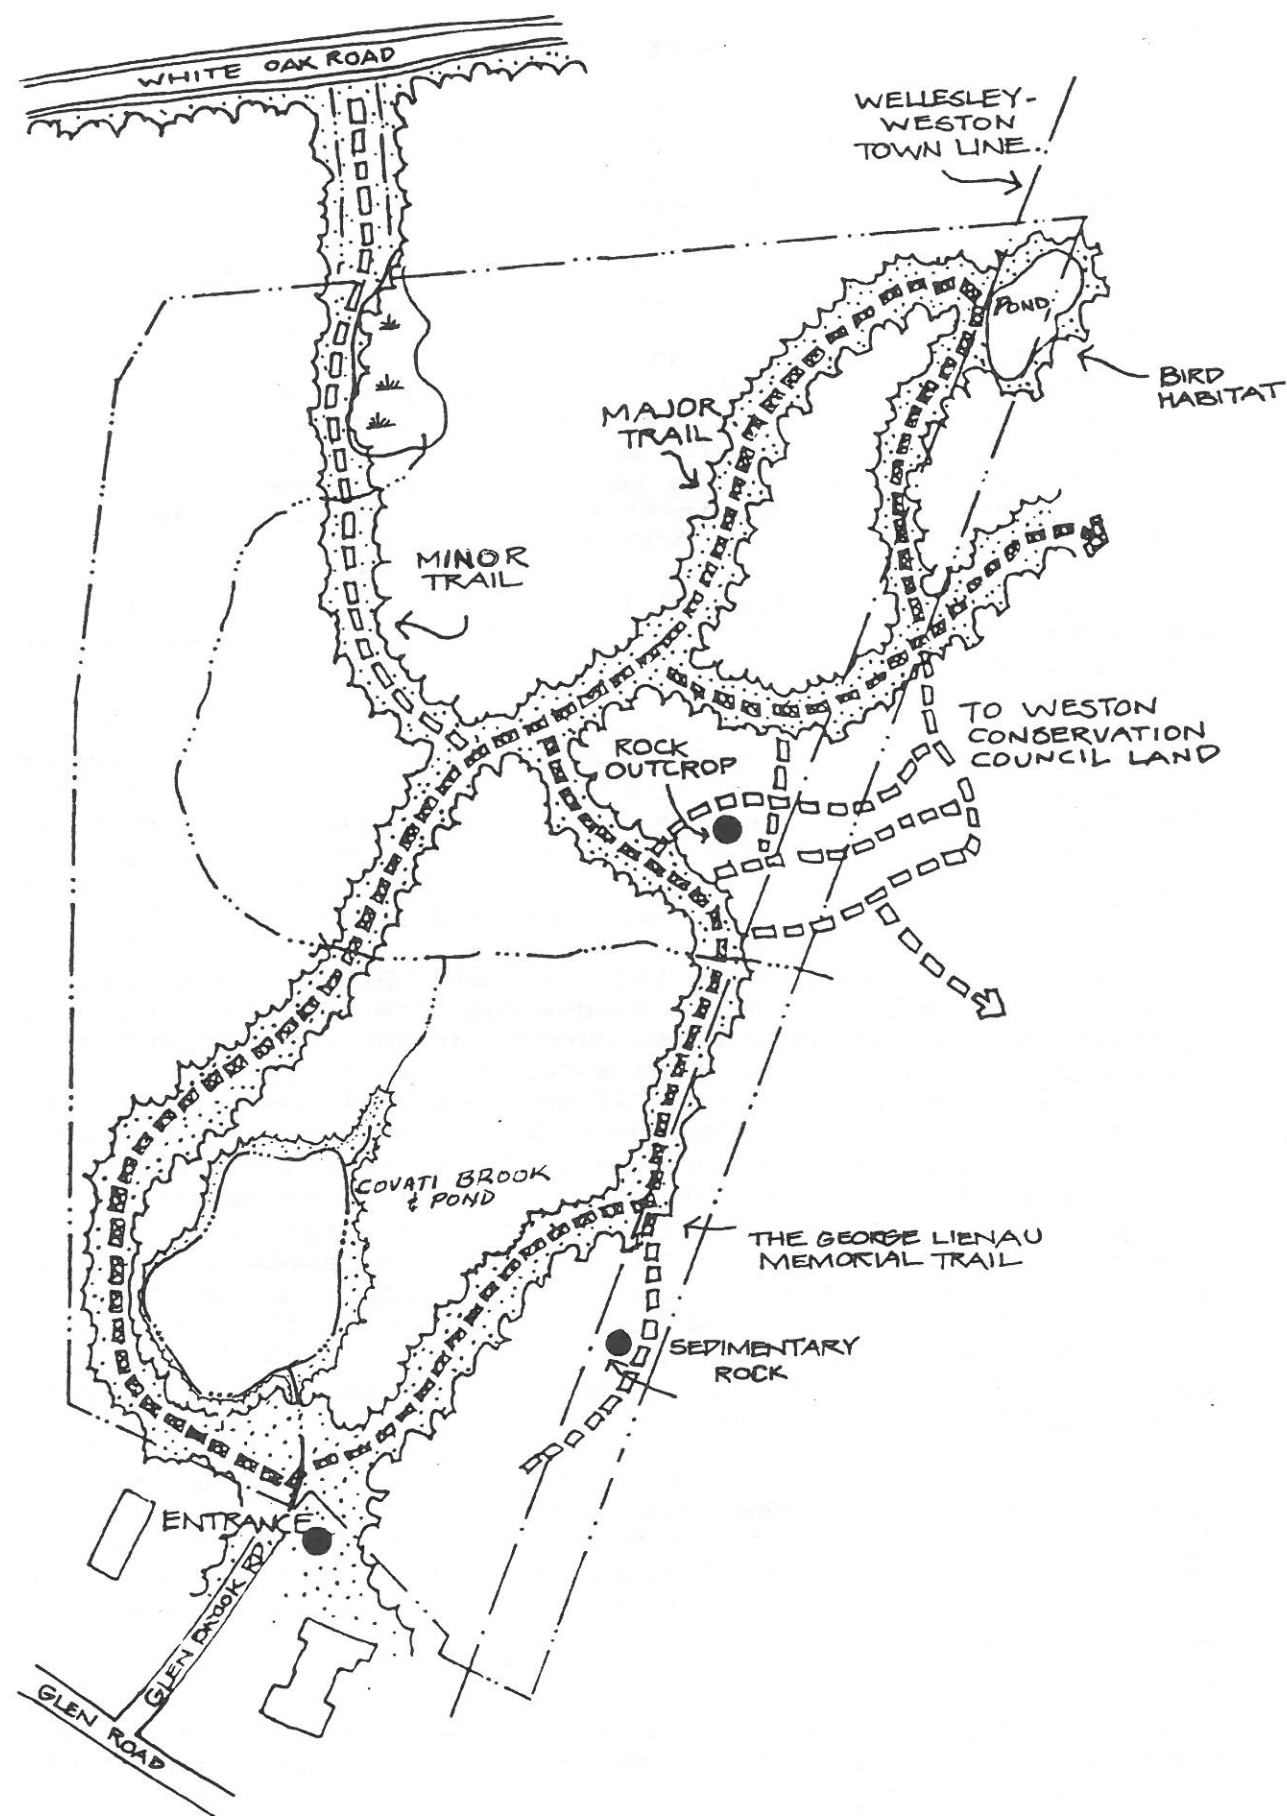 WHITE OAK ROAD
WELLESLEY-
WESTON
TOWN LINE
POND
BIRD
HABITAT
MAJOR
TRAIL
MINOR
TRAIL
TO WESTON
CONSERVATION
COUNCIL LAND
ROCK
OUTCROP
COVATI BROOK
& POND
THE GEORGE LIENAU
MEMORIAL TRAIL
SEDIMENTARY
ROCK
ENTRANCE
GLEN BROOK RD
GLEN ROAD